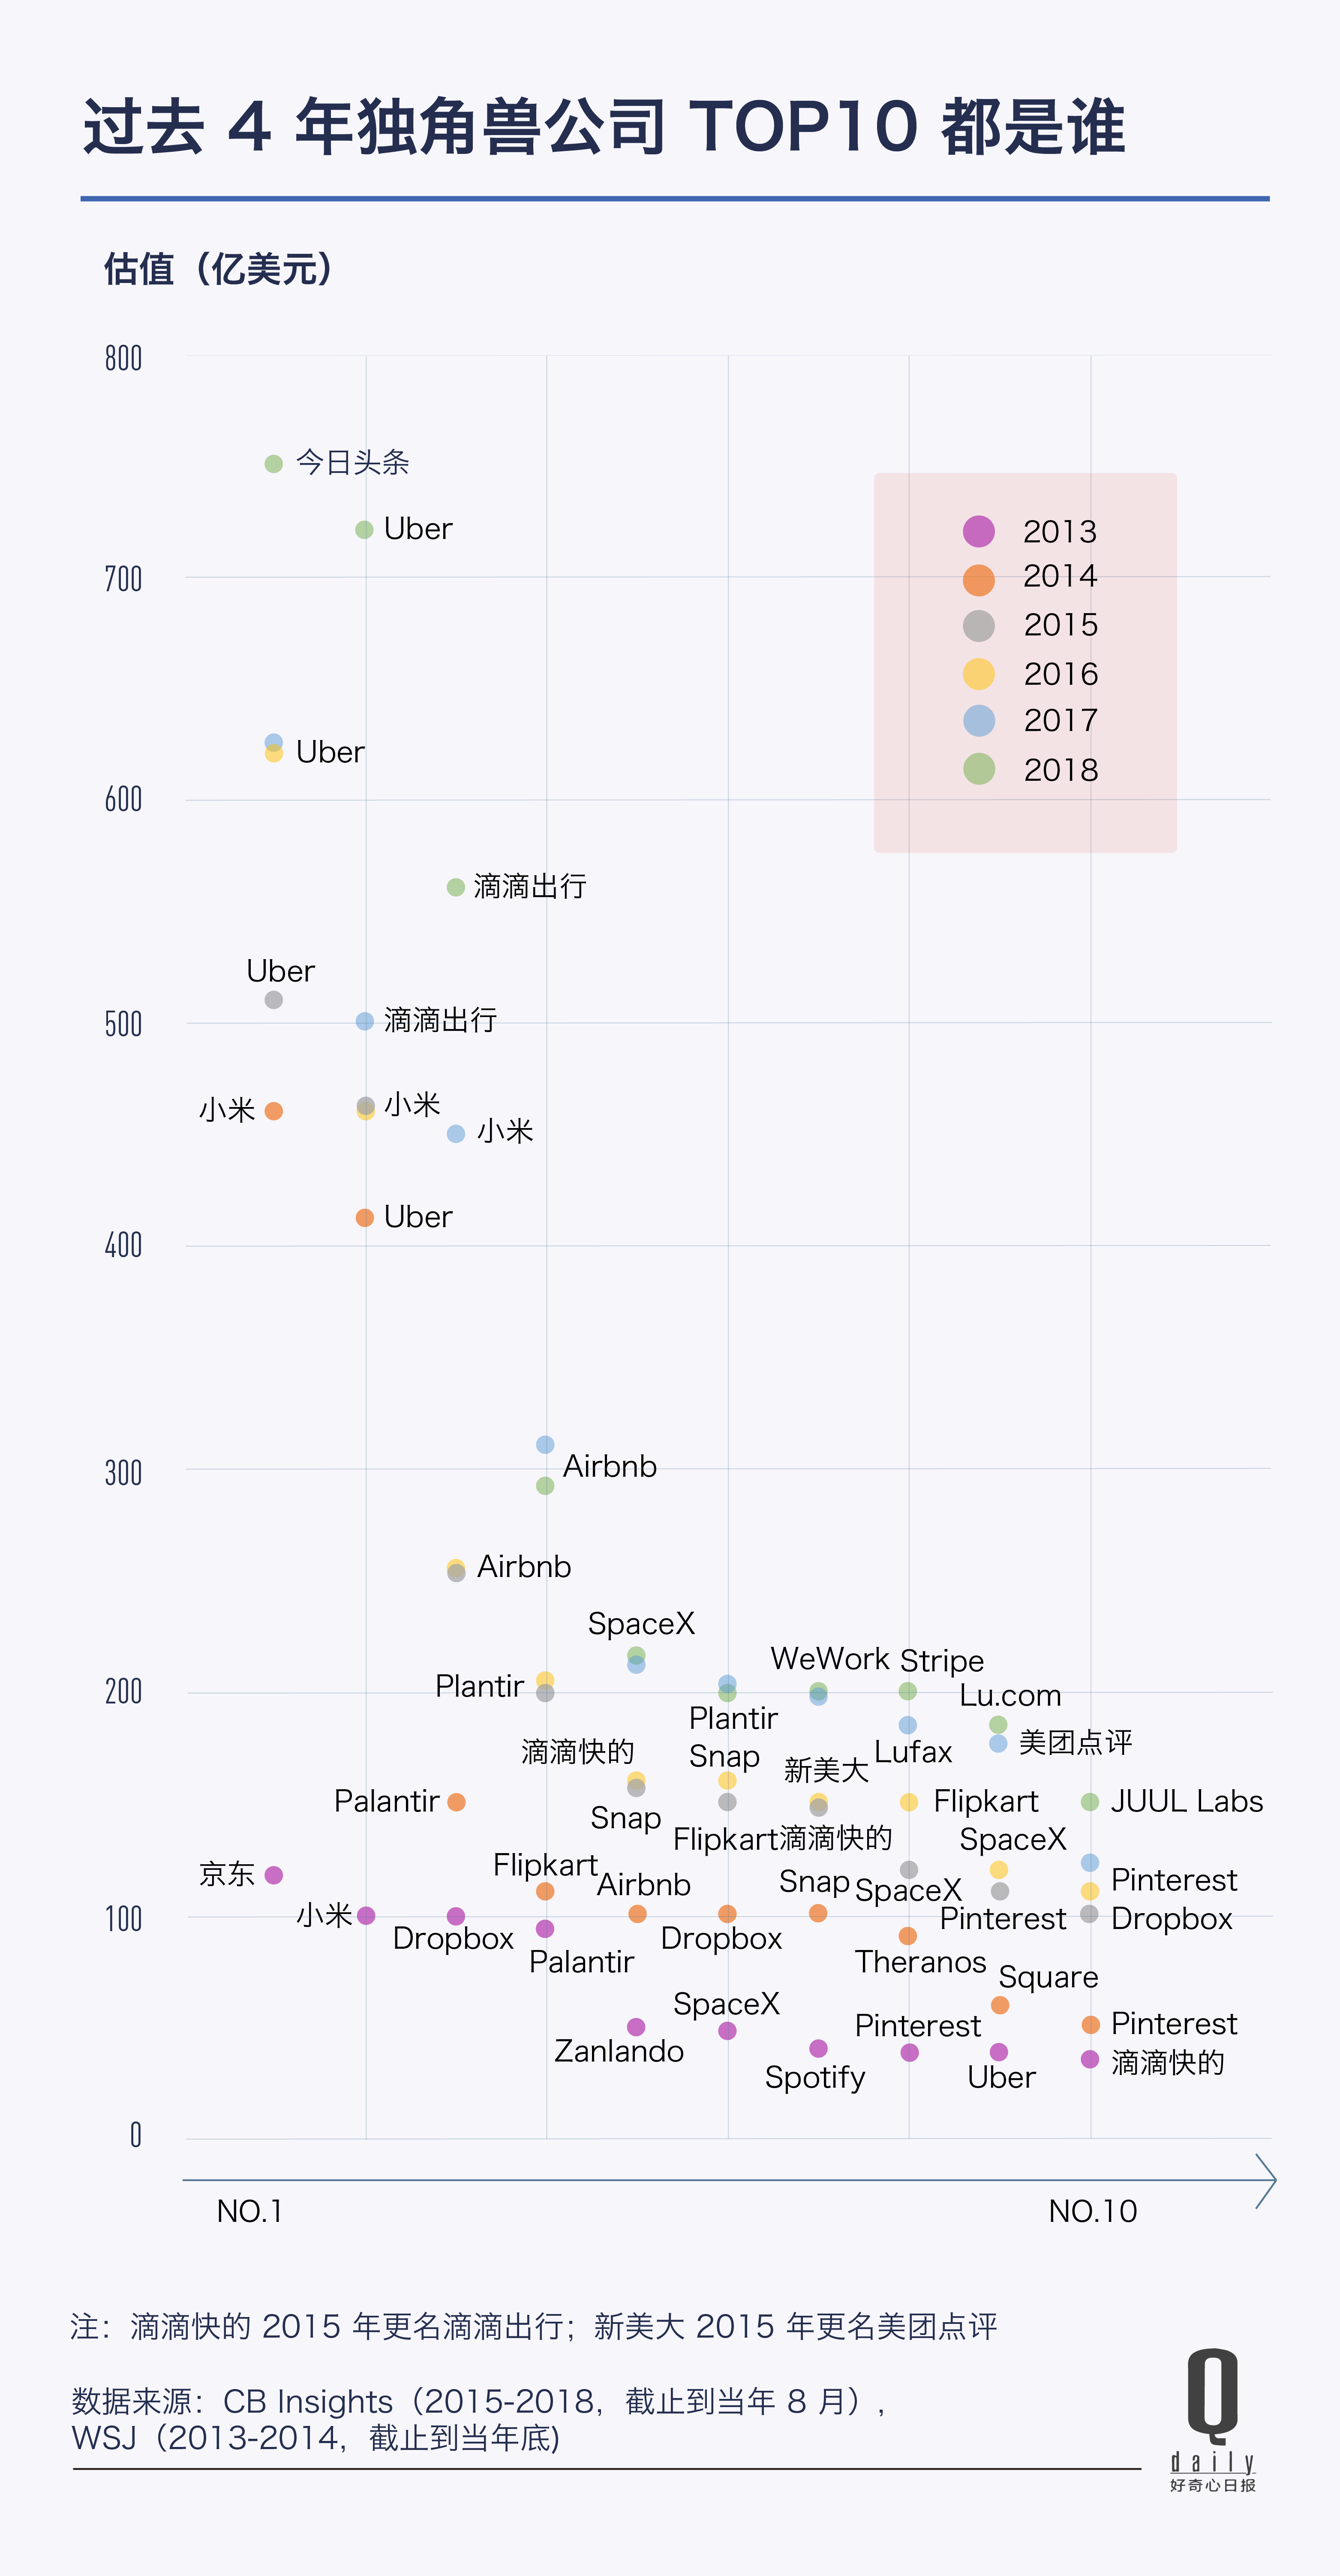 过去 4 年独角兽公司 TOP10 都是谁
估值（亿美元）
800
今日头条
Uber
2013
2014
2015
2016
2017
2018
700
Uber
600
滴滴出行
Uber
500
滴滴出行
小米
小米
小米
Uber
400
300
Airbnb
Airbnb
SpaceX
WeWork
Stripe
Plantir
200
Lu.com
Plantir
美团点评
滴滴快的
Snap
新美大
Lufax
Palantir
Snap
Flipkart
JUUL Labs
Flipkart
滴滴快的
SpaceX
京东
Flipkart
Airbnb
Snap
SpaceX
Pinterest
100
小米
Dropbox
Dropbox
Pinterest
Dropbox
Palantir
Theranos
Square
SpaceX
Pinterest
Pinterest
Zanlando
Spotify
Uber
滴滴快的
0
NO.1
NO.10
注：滴滴快的 2015 年更名滴滴出行；新美大 2015 年更名美团点评
数据来源：CB Insights（2015-2018，截止到当年 8 月），
WSJ（2013-2014，截止到当年底)
Q
daily
好奇心日报